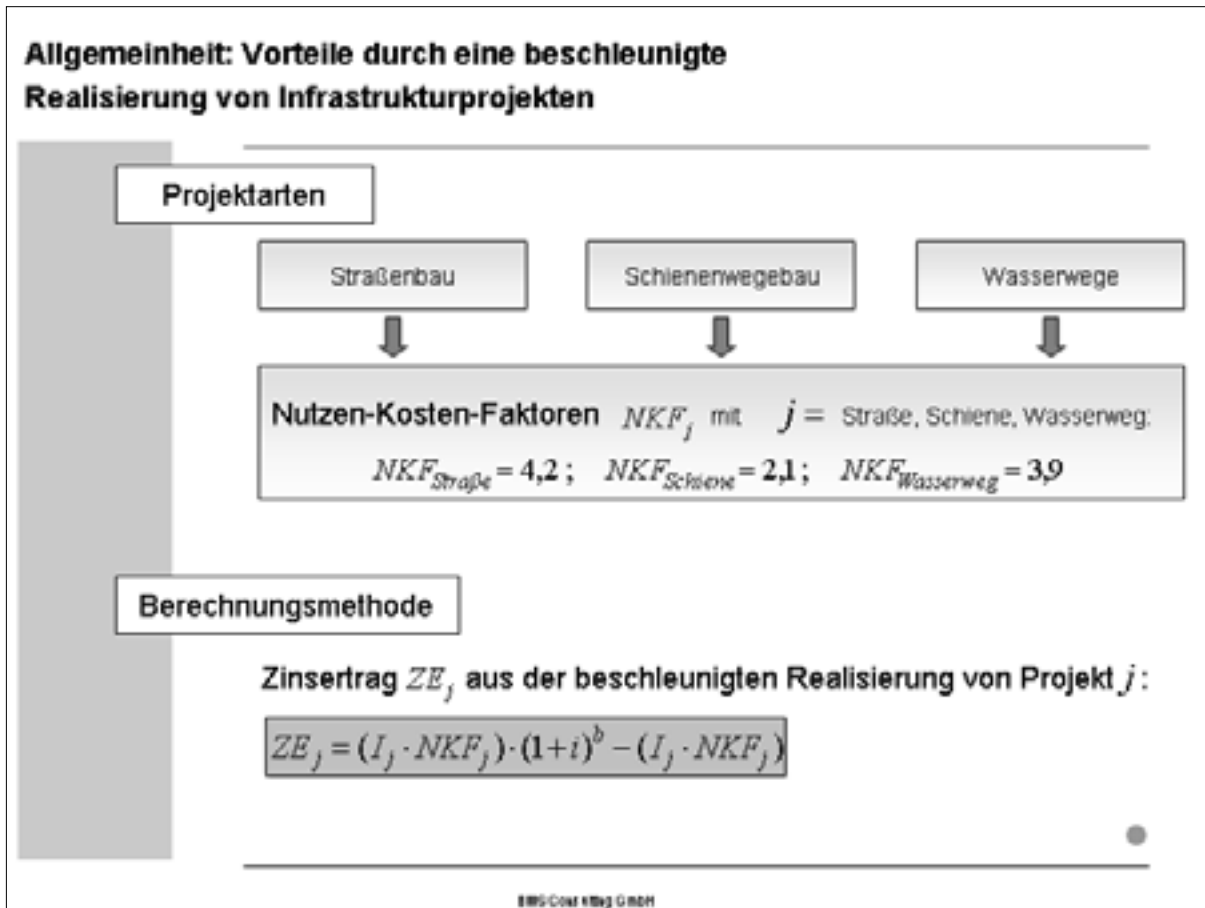 Allgemeinheit: Vorteile durch eine beschleunigte
Realisierung von Infrastrukturprojekten
Projektarten
Straßenbau
Schienenwegebau
Wasserwege
Nutzen-Kosten-Faktoren NKF_j mit j = Straße, Schiene, Wasserweg:
NKF_Straße = 4,2 ; NKF_Schiene = 2,1 ; NKF_Wasserweg = 3,9
Berechnungsmethode
Zinsertrag ZE_j aus der beschleunigten Realisierung von Projekt j :
ZE_j = (I_j · NKF_j) · (1+i)^b − (I_j · NKF_j)
GmbH